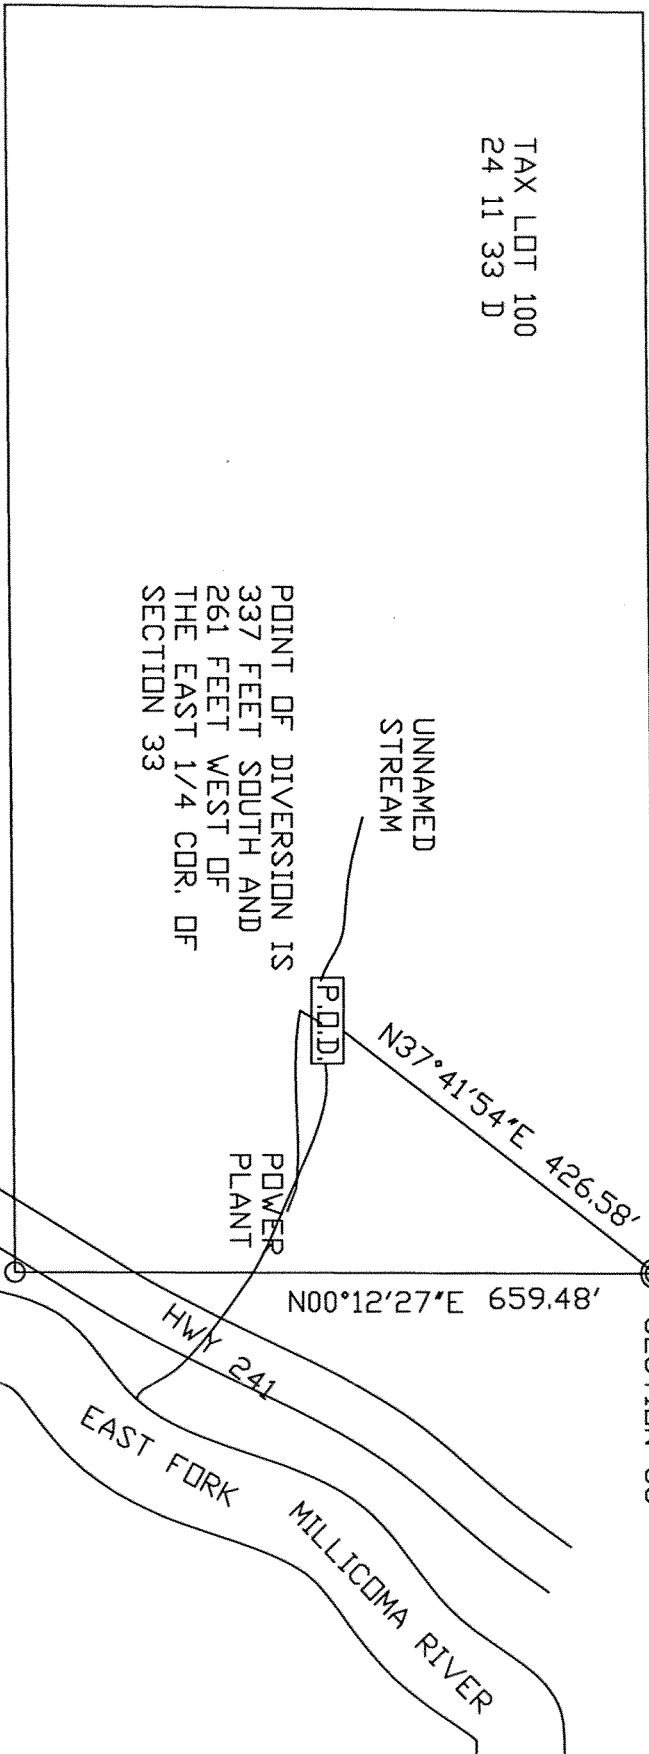 TAX LOT 100
24 11 33 D
UNNAMED
STREAM
POINT OF DIVERSION IS
337 FEET SOUTH AND
261 FEET WEST OF
THE EAST 1/4 COR. OF
SECTION 33
P.O.D.
N37°41'54"E 426.58'
POWER
PLANT
N00°12'27"E 659.48'
HWY 241
EAST FORK MILLICOMA RIVER